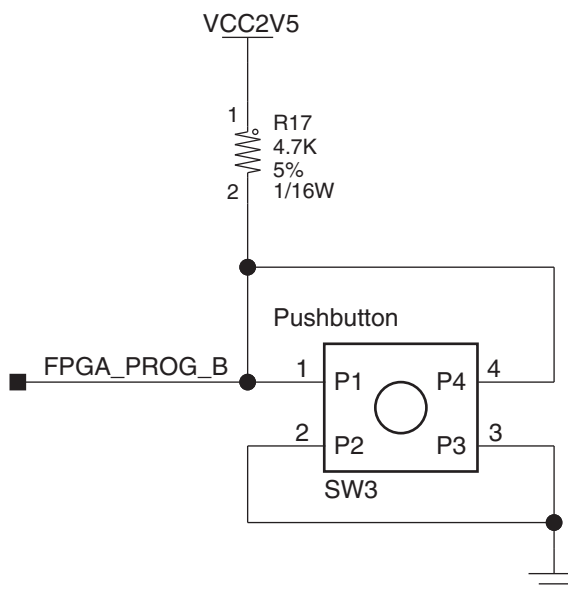 VCC2V5
1
R17
4.7K
5%
2
1/16W
Pushbutton
FPGA_PROG_B
1 P1 P4 4
2 P2 P3 3
SW3